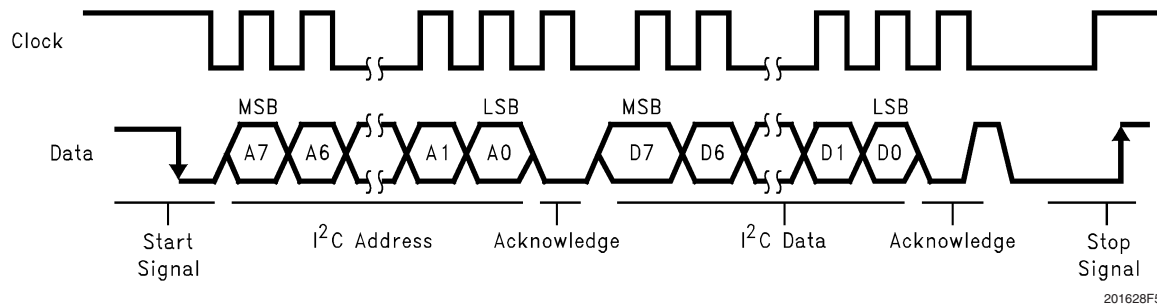 Clock
MSB LSB MSB LSB
Data A7 A6 A1 A0 D7 D6 D1 D0
Start Signal
I²C Address
Acknowledge
I²C Data
Acknowledge
Stop Signal